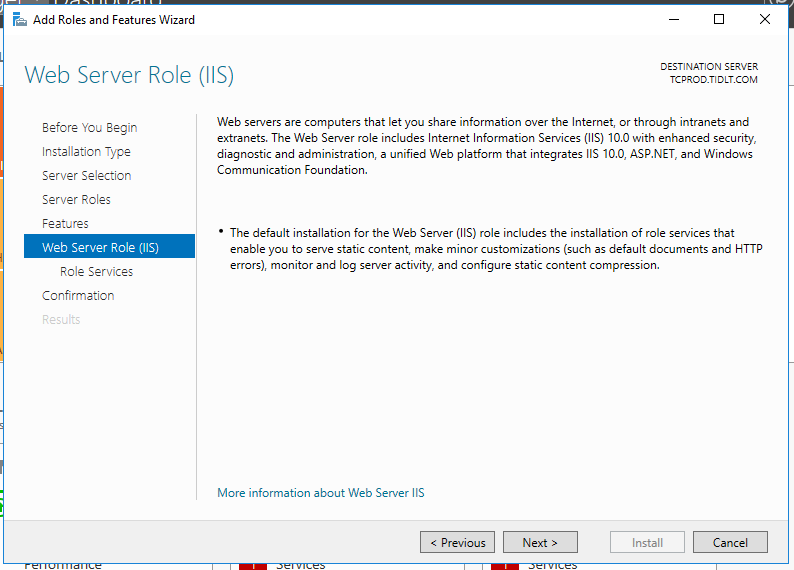 Dashboard
Add Roles and Features Wizard
Web Server Role (IIS)
DESTINATION SERVER
TCPROD.TIDLT.COM
Before You Begin
Installation Type
Server Selection
Server Roles
Features
Web Server Role (IIS)
Role Services
Confirmation
Results
Web servers are computers that let you share information over the Internet, or through intranets and
extranets. The Web Server role includes Internet Information Services (IIS) 10.0 with enhanced security,
diagnostic and administration, a unified Web platform that integrates IIS 10.0, ASP.NET, and Windows
Communication Foundation.
• The default installation for the Web Server (IIS) role includes the installation of role services that
enable you to serve static content, make minor customizations (such as default documents and HTTP
errors), monitor and log server activity, and configure static content compression.
More information about Web Server IIS
< Previous
Next >
Install
Cancel
Performance
1 Services
1 Services